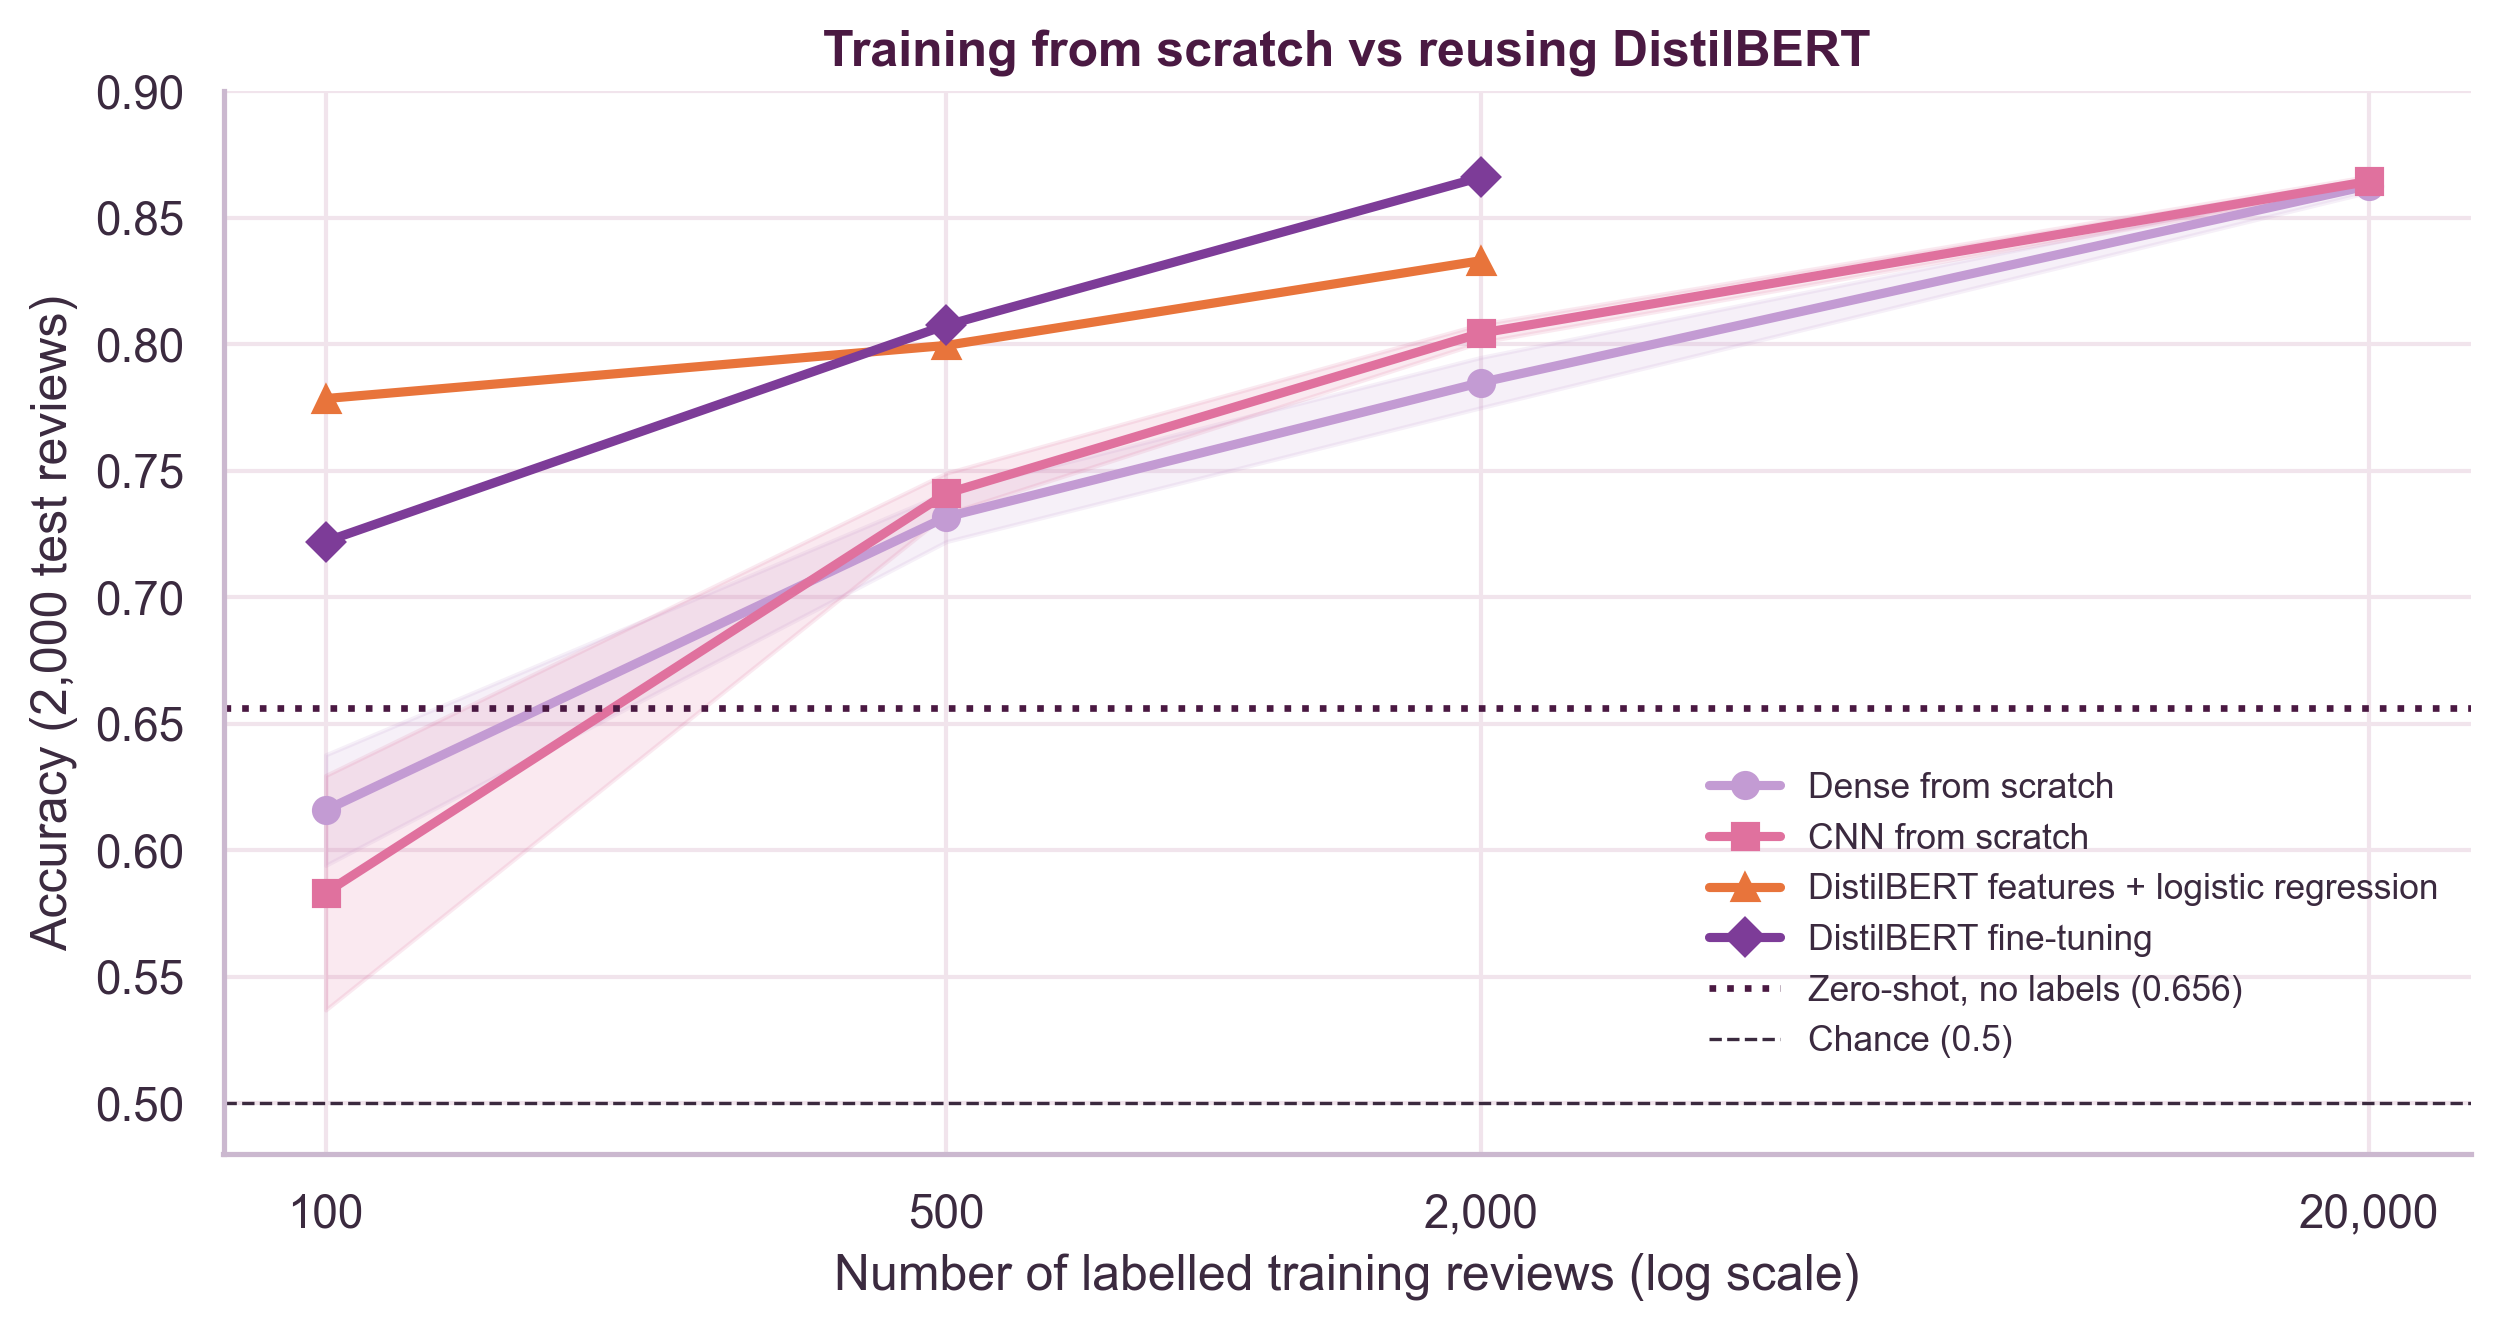 Training from scratch vs reusing DistilBERT
Accuracy (2,000 test reviews)
0.90
0.85
0.80
0.75
0.70
0.65
0.60
0.55
0.50
Dense from scratch
CNN from scratch
DistilBERT features + logistic regression
DistilBERT fine-tuning
Zero-shot, no labels (0.656)
Chance (0.5)
100 500 2,000 20,000
Number of labelled training reviews (log scale)